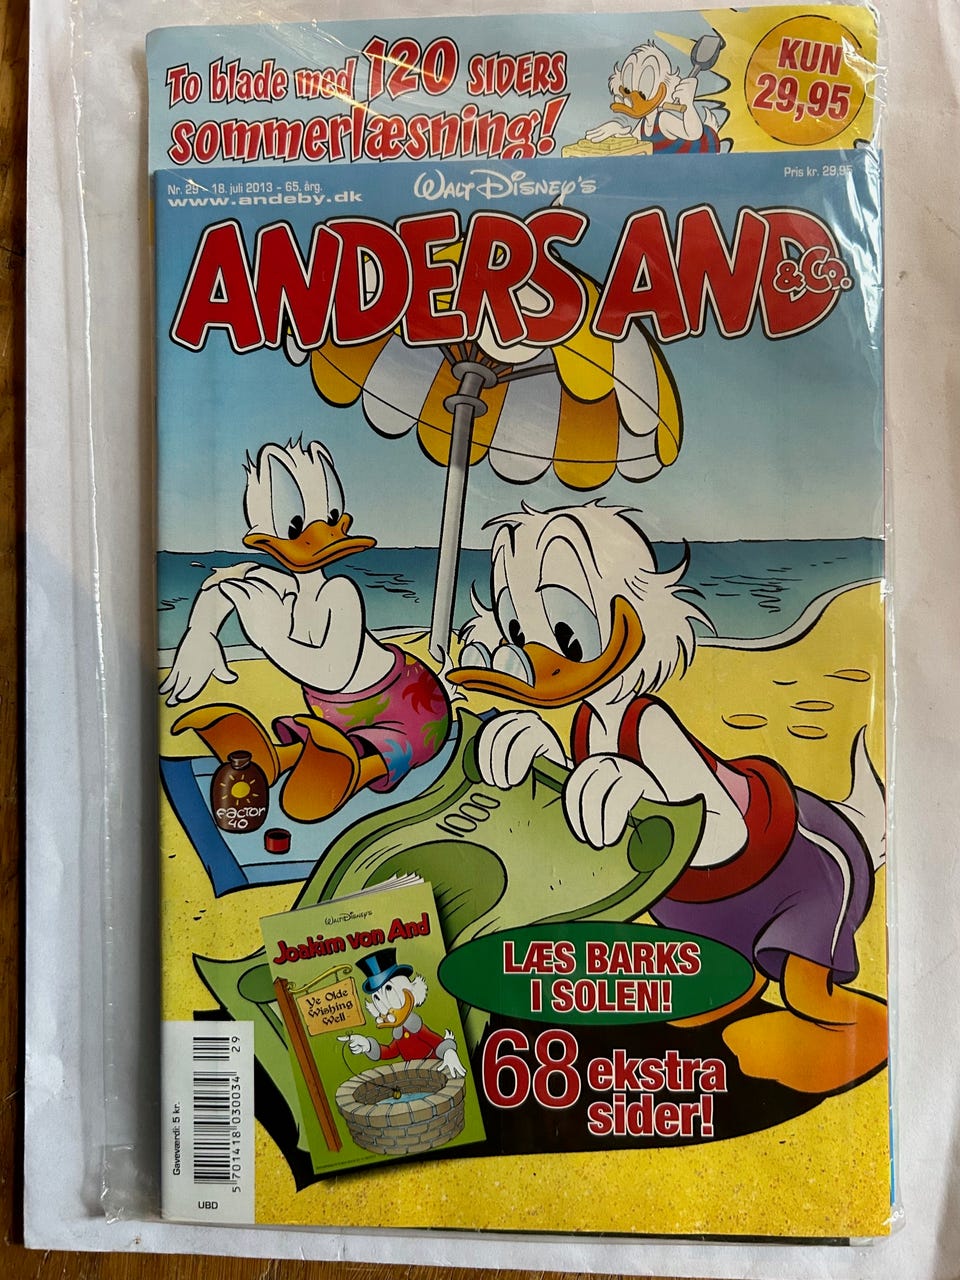 To blade med 120 SIDERS
sommerlæsning!
KUN
29,95
Nr. 29 - 18. juli 2013 - 65. årg.
www.andeby.dk
WALT DISNEY'S
Pris kr. 29,95
ANDERS AND
& Co.
1000
Factor
40
WALT DISNEY'S
Joakim von And
Ye Olde
Wishing
Well
LÆS BARKS
I SOLEN!
68 ekstra
sider!
Gaveværdi: 5 kr.
5 701418 030034
29
UBD